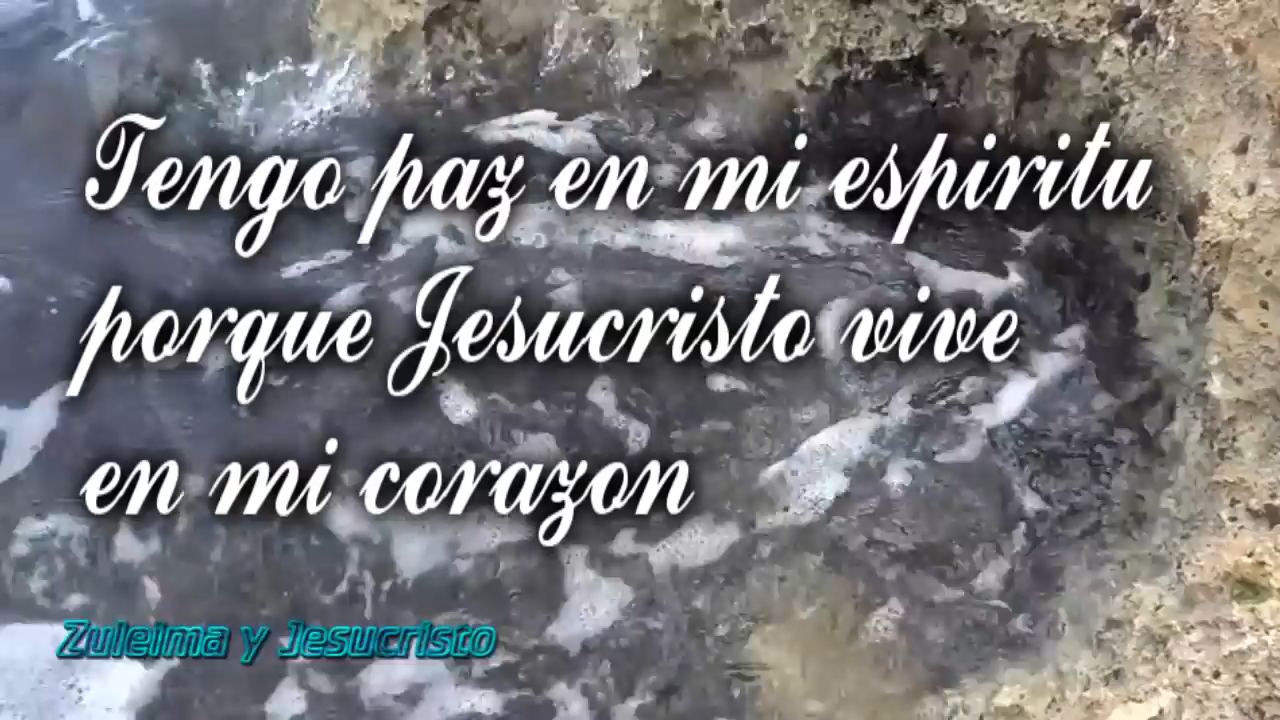 Tengo paz en mi espiritu
porque Jesucristo vive
en mi corazon
Zuleima y Jesucristo